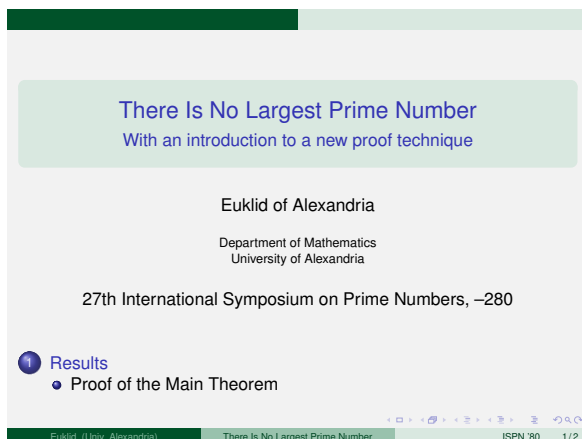 There Is No Largest Prime Number
With an introduction to a new proof technique
Euklid of Alexandria
Department of Mathematics
University of Alexandria
27th International Symposium on Prime Numbers, –280
1 Results
Proof of the Main Theorem
Euklid (Univ. Alexandria) There Is No Largest Prime Number ISPN '80 1 / 2